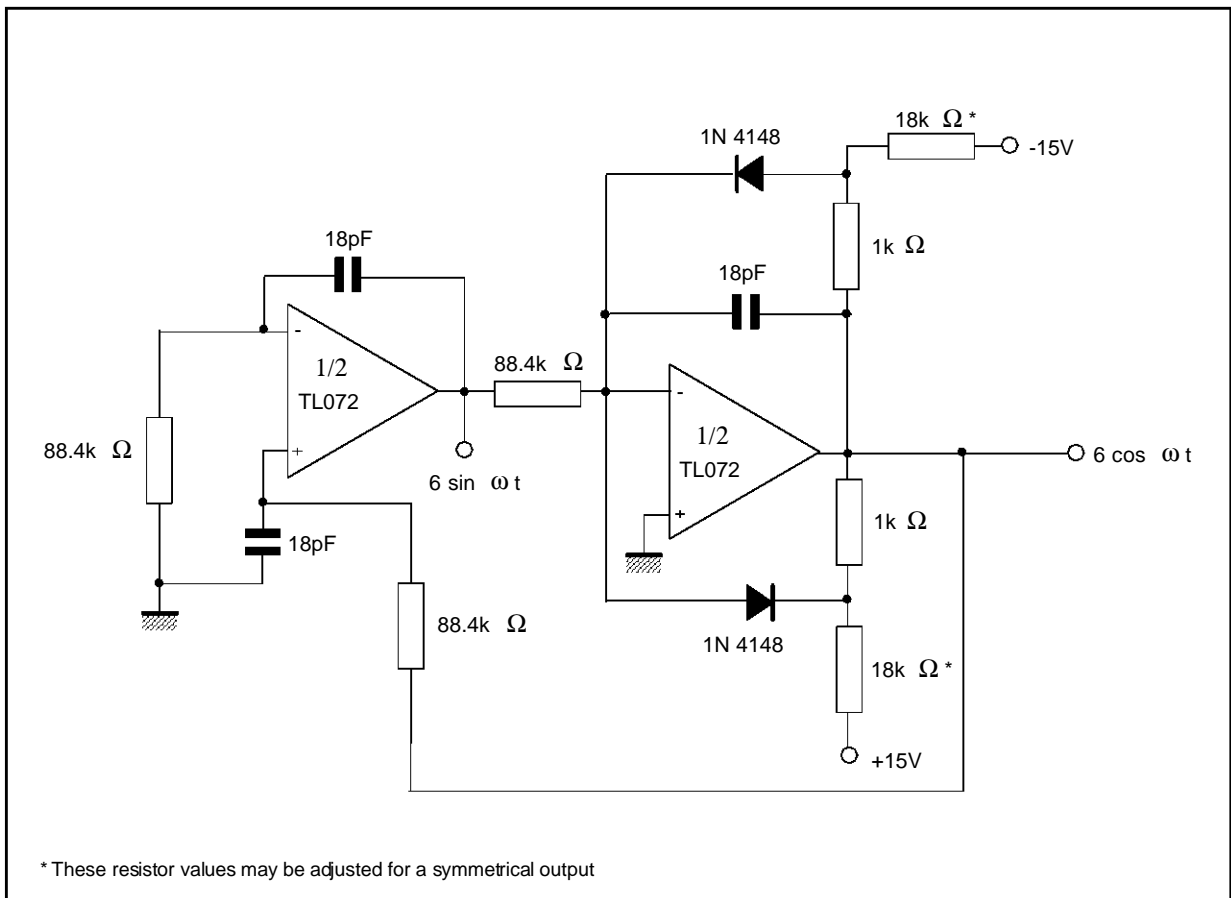 18k Ω *
1N 4148
-15V
18pF
1k Ω
18pF
-
1/2
TL072
88.4k Ω
-
1/2
TL072
88.4k Ω
+
6 sin ω t
6 cos ω t
+
1k Ω
18pF
88.4k Ω
1N 4148
18k Ω *
+15V
* These resistor values may be adjusted for a symmetrical output